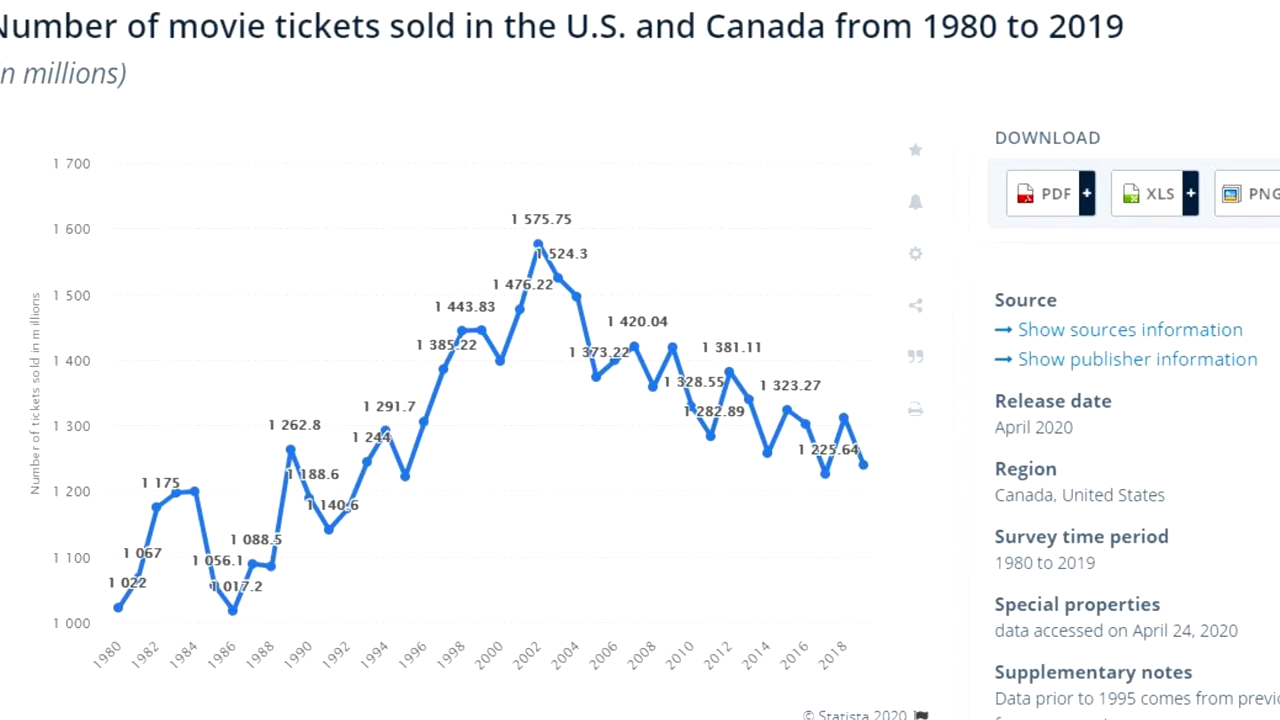 Number of movie tickets sold in the U.S. and Canada from 1980 to 2019
n millions)
DOWNLOAD
PDF +
XLS +
PNG
Number of tickets sold in millions
1 700
1 600
1 500
1 400
1 300
1 200
1 100
1 000
1 022
1 067
1 175
1 056.1
1 017.2
1 088.5
1 262.8
1 188.6
1 140.6
1 244
1 291.7
1 385.22
1 443.83
1 476.22
1 575.75
1 524.3
1 373.22
1 420.04
1 328.55
1 282.89
1 381.11
1 323.27
1 225.64
1980
1982
1984
1986
1988
1990
1992
1994
1996
1998
2000
2002
2004
2006
2008
2010
2012
2014
2016
2018
© Statista 2020
Source
→ Show sources information
→ Show publisher information
Release date
April 2020
Region
Canada, United States
Survey time period
1980 to 2019
Special properties
data accessed on April 24, 2020
Supplementary notes
Data prior to 1995 comes from previ